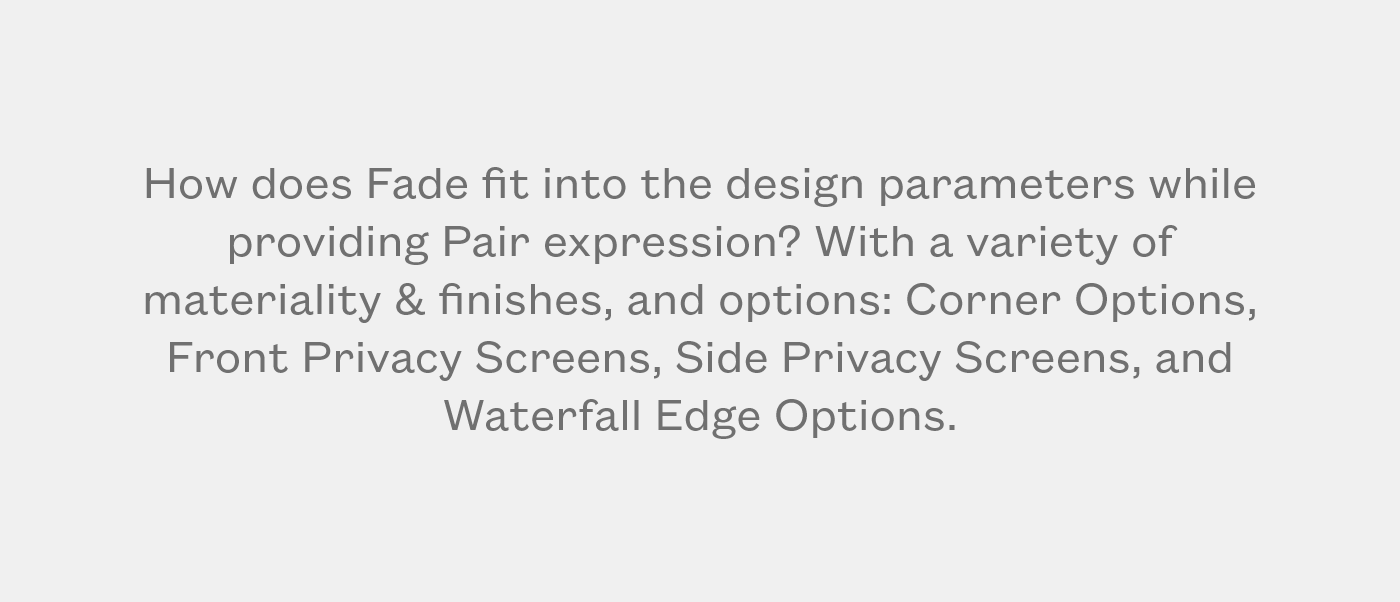 How does Fade fit into the design parameters while
providing Pair expression? With a variety of
materiality & finishes, and options: Corner Options,
Front Privacy Screens, Side Privacy Screens, and
Waterfall Edge Options.